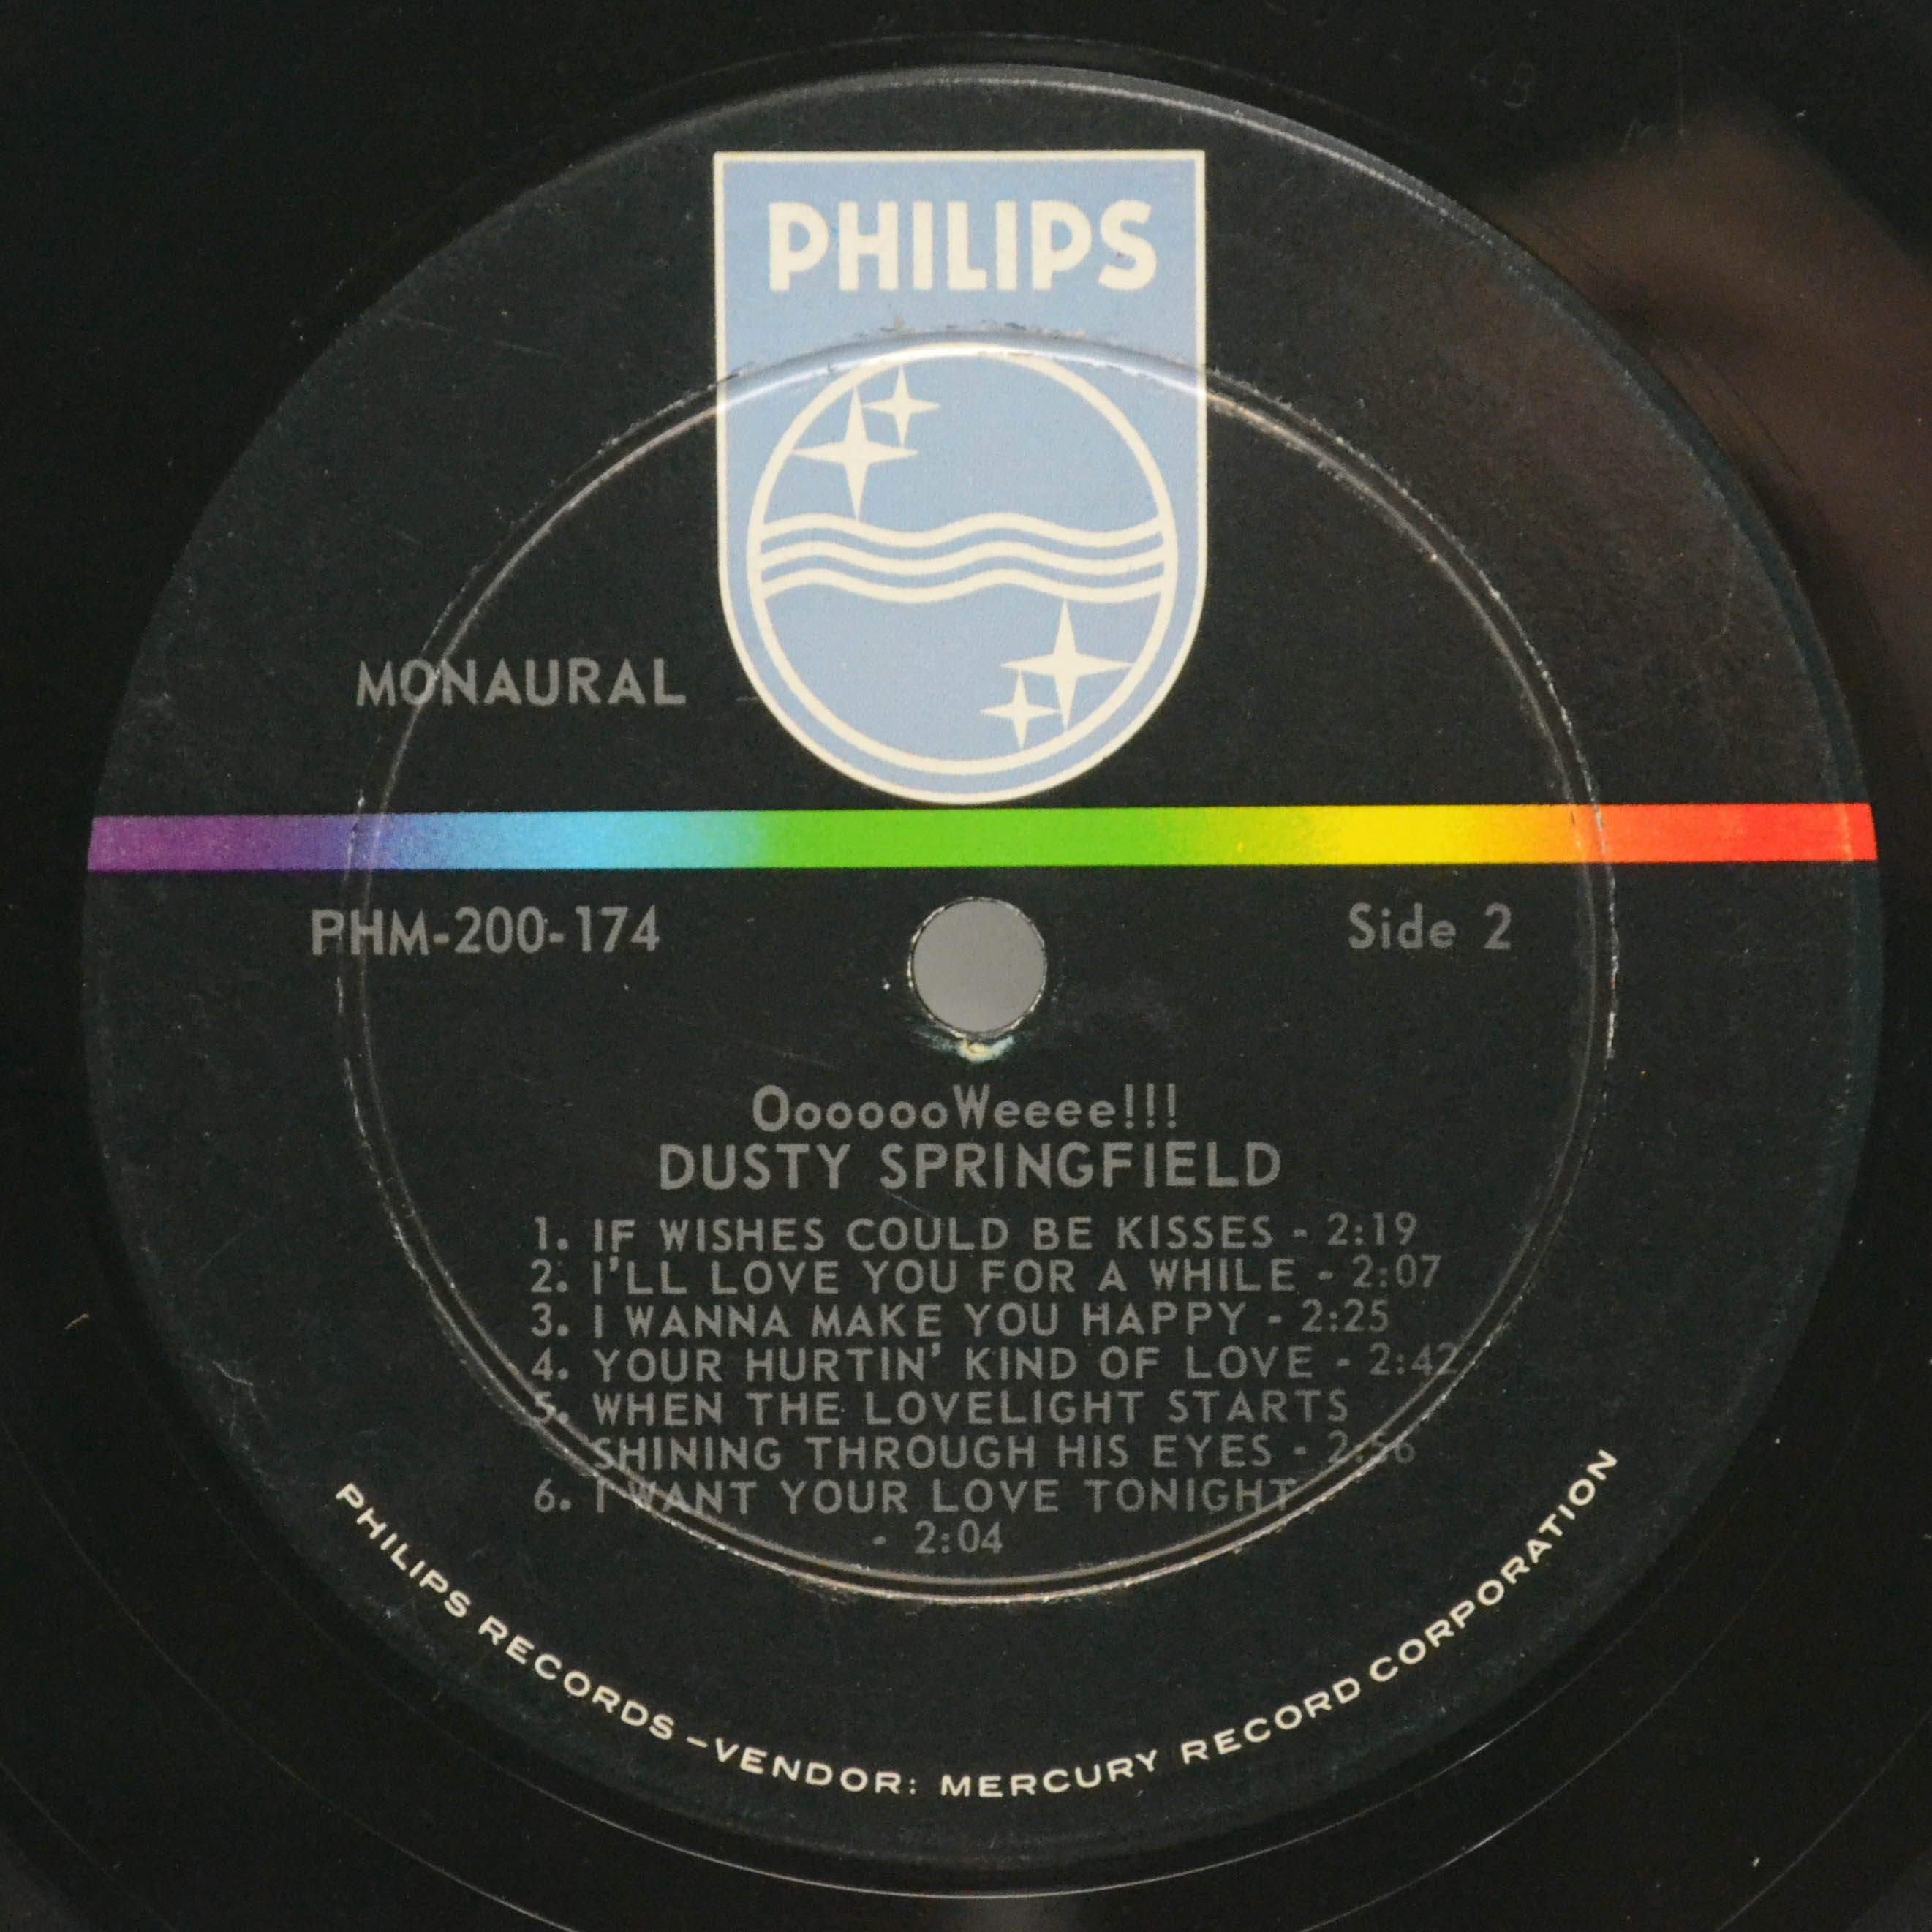 PHILIPS
MONAURAL
PHM-200-174
Side 2
OoooooWeeee!!!
DUSTY SPRINGFIELD
1. IF WISHES COULD BE KISSES - 2:19
2. I'LL LOVE YOU FOR A WHILE - 2:07
3. I WANNA MAKE YOU HAPPY - 2:25
4. YOUR HURTIN' KIND OF LOVE - 2:42
5. WHEN THE LOVELIGHT STARTS
SHINING THROUGH HIS EYES - 2:56
6. I WANT YOUR LOVE TONIGHT
- 2:04
PHILIPS RECORDS –VENDOR: MERCURY RECORD CORPORATION